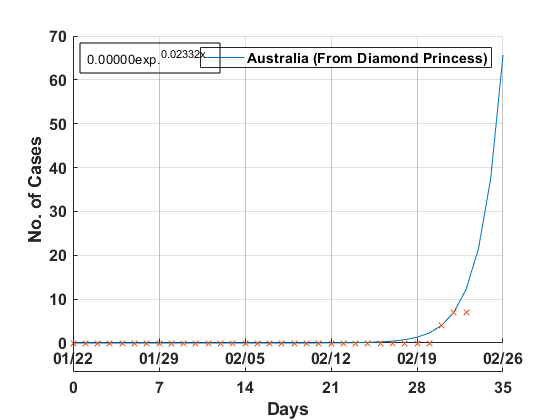 70
0.00000exp.^0.02332x
Australia (From Diamond Princess)
60
50
40
30
20
10
0
No. of Cases
01/22 01/29 02/05 02/12 02/19 02/26
0 7 14 21 28 35
Days